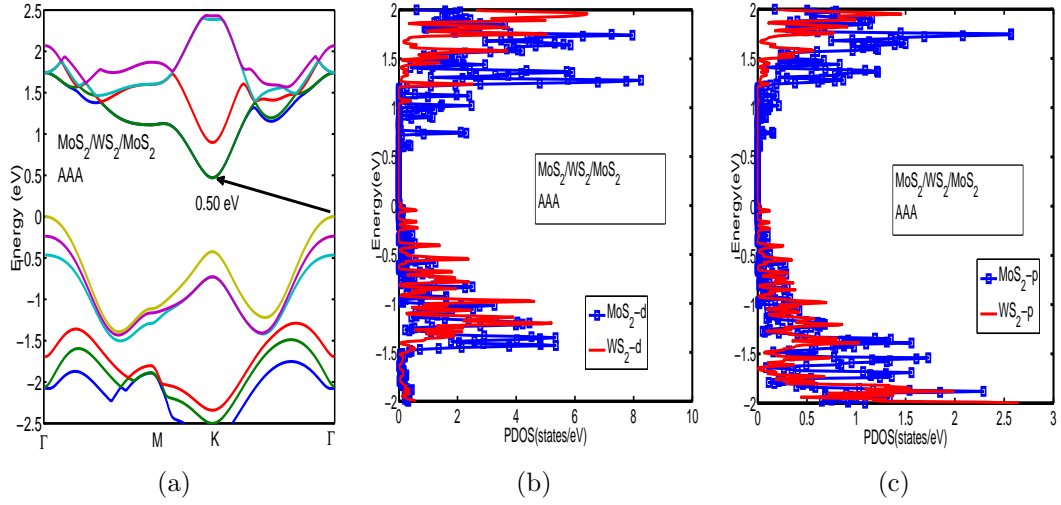 2.5
2
1.5
1
0.5
0
−0.5
−1
−1.5
−2
−2.5
Energy (eV)
MoS2/WS2/MoS2
AAA
0.50 eV
Γ M K Γ
(a)
2
1.5
1
0.5
0
−0.5
−1
−1.5
−2
Energy(eV)
MoS2/WS2/MoS2
AAA
MoS2−d
WS2−d
0 2 4 6 8 10
PDOS(states/eV)
(b)
2
1.5
1
0.5
0
−0.5
−1
−1.5
−2
Energy(eV)
MoS2/WS2/MoS2
AAA
MoS2−p
WS2−p
0 0.5 1 1.5 2 2.5 3
PDOS(states/eV)
(c)